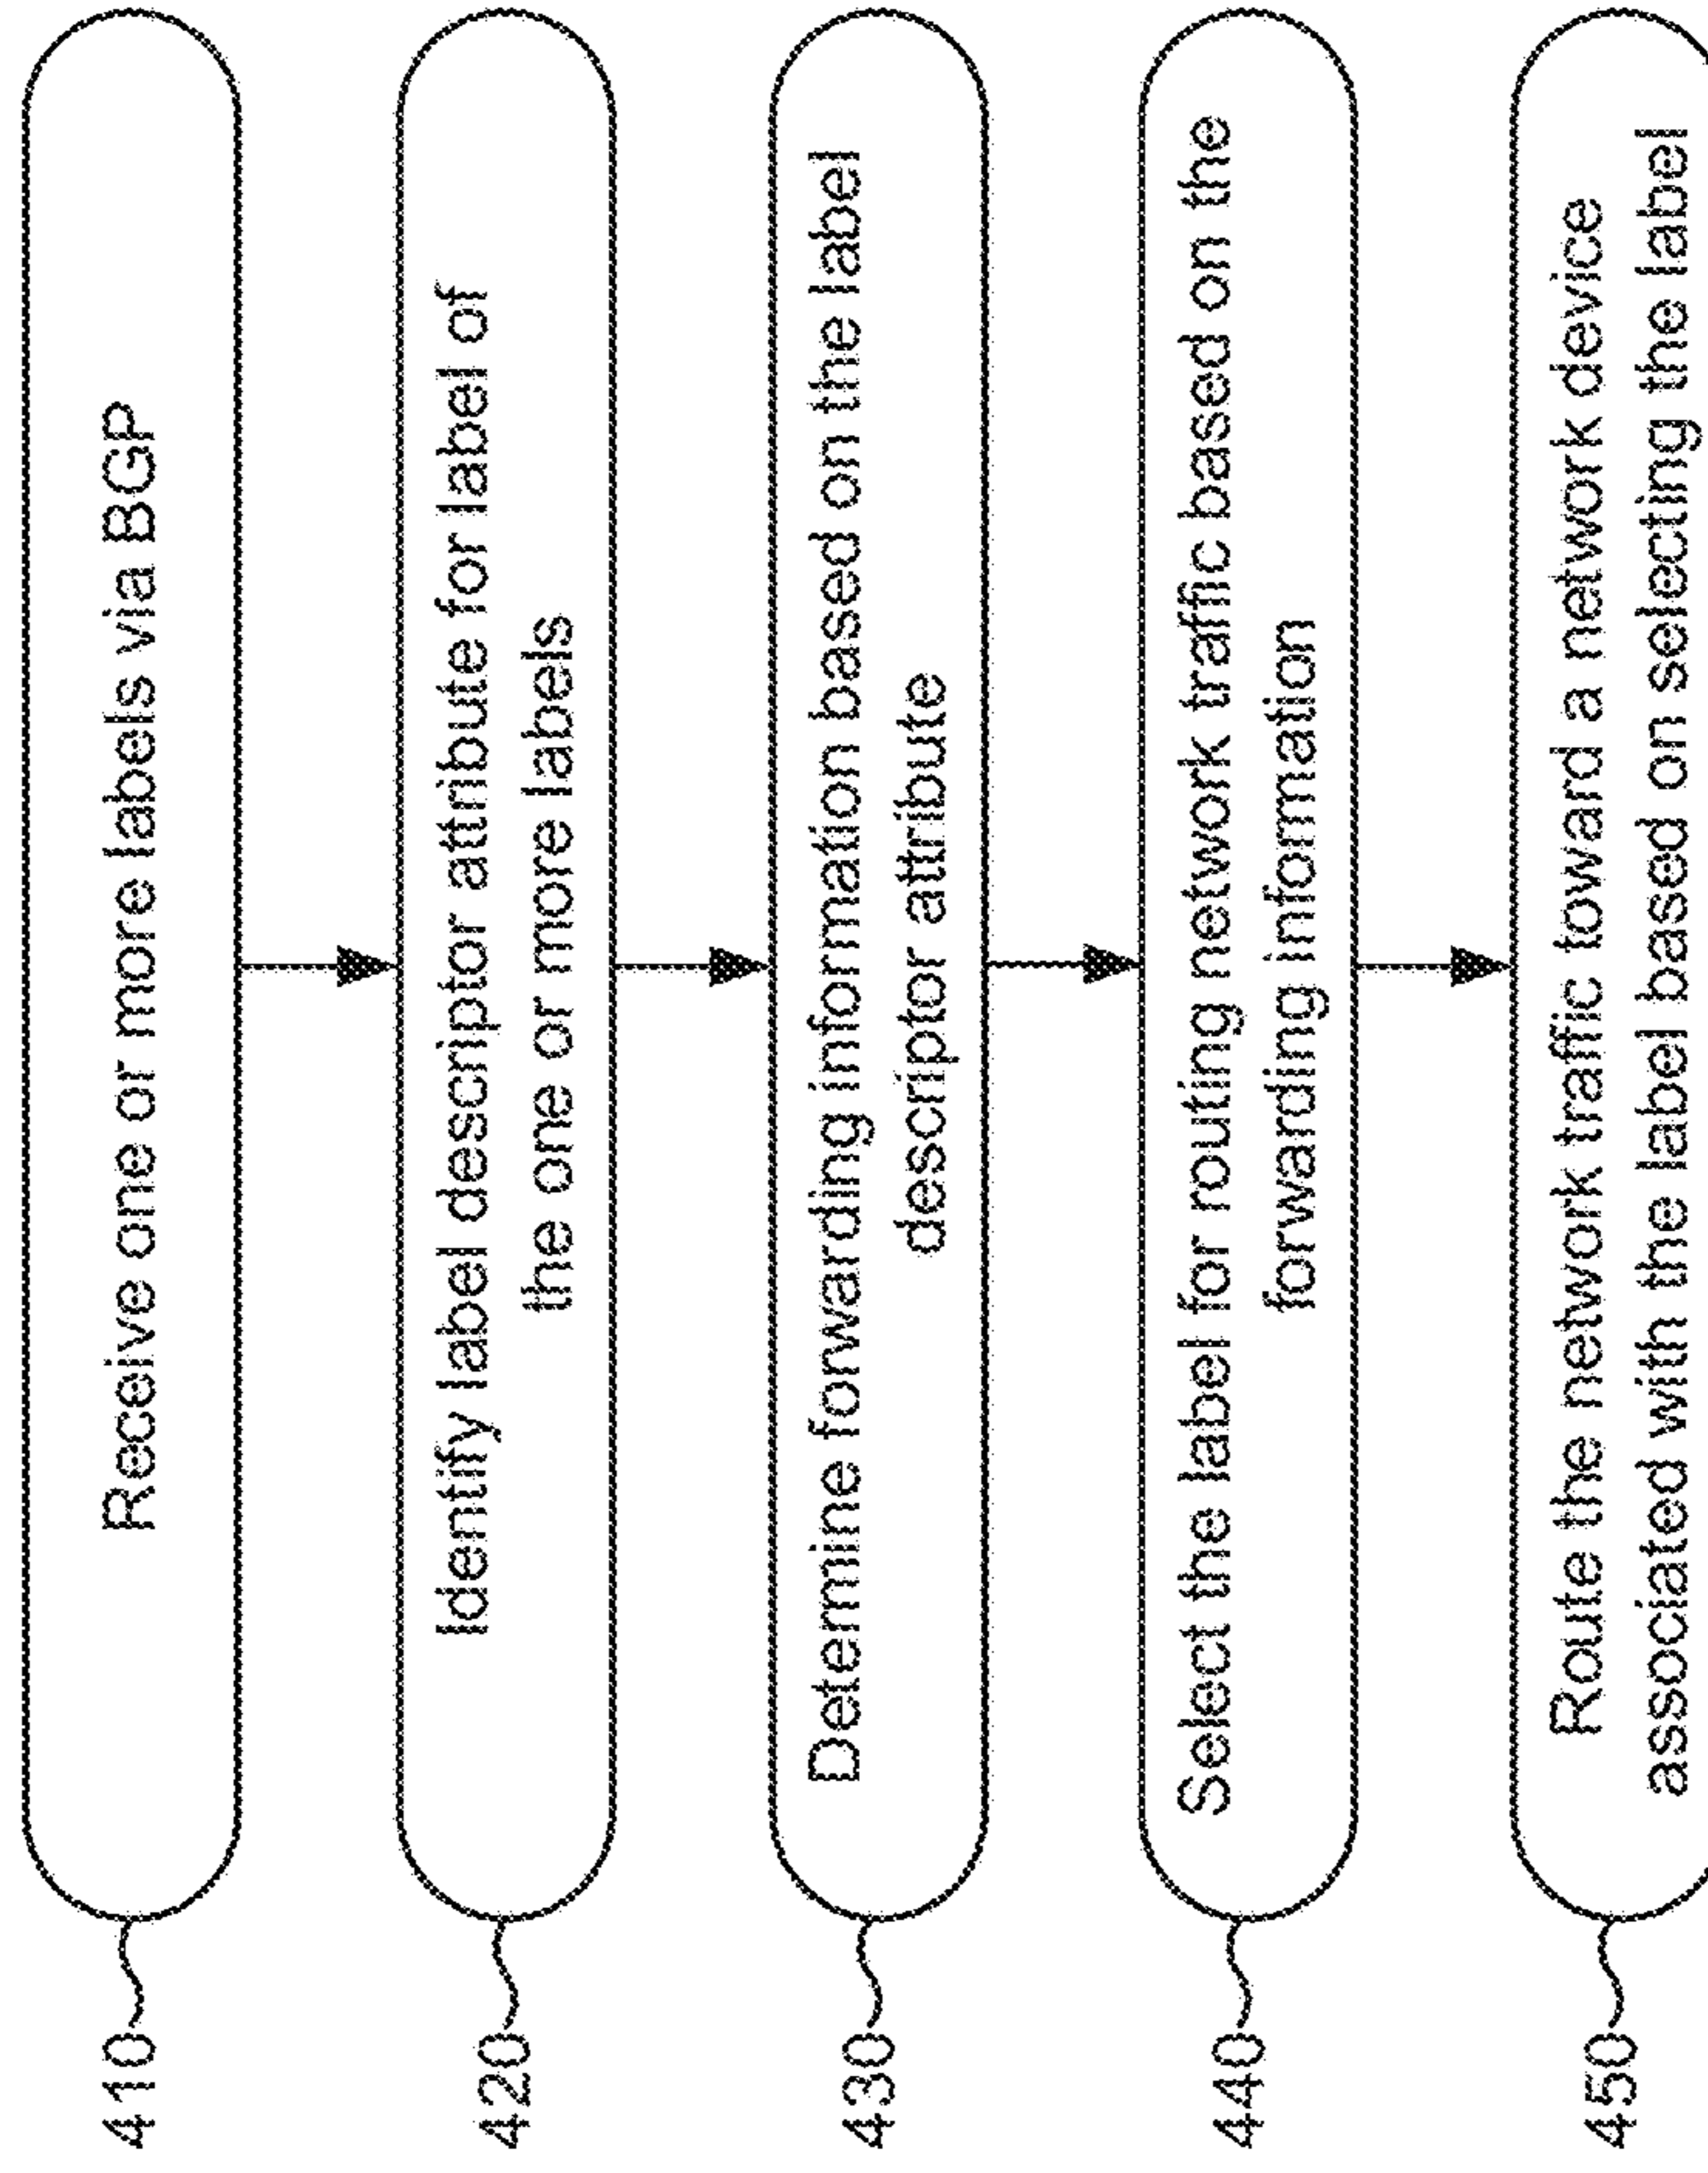 410
Receive one or more labels via BGP
420
Identify label descriptor attribute for label of
the one or more labels
430
Determine forwarding information based on the label
descriptor attribute
440
Select the label for routing network traffic based on the
forwarding information
450
Route the network traffic toward a network device
associated with the label based on selecting the label